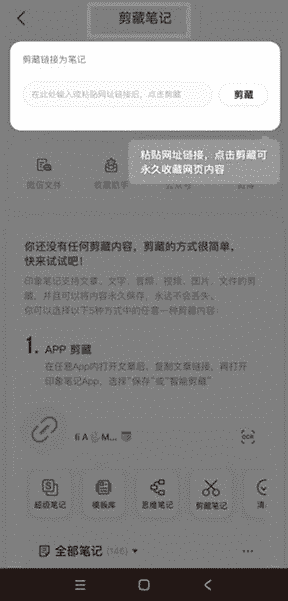 剪藏笔记
剪藏链接为笔记
在此处输入或粘贴网址链接后，点击剪藏
剪藏
粘贴网址链接，点击剪藏可
永久收藏网页内容
微信文件
收藏助手
公众号
微博
你还没有任何剪藏内容，剪藏的方式很简单，
快来试试吧！
印象笔记支持文章、文字、音频、视频、图片、文件的剪
藏，并且可以将内容永久保存，永远不会丢失。
你可以选择以下5种方式中的任意一种剪藏内容
1. APP 剪藏
在任意App内打开文章后，复制文章链接，再打开
印象笔记App，选择“保存”或“智能剪藏”
OCR
超级笔记
模板库
思维笔记
剪藏笔记
清
全部笔记 (146)